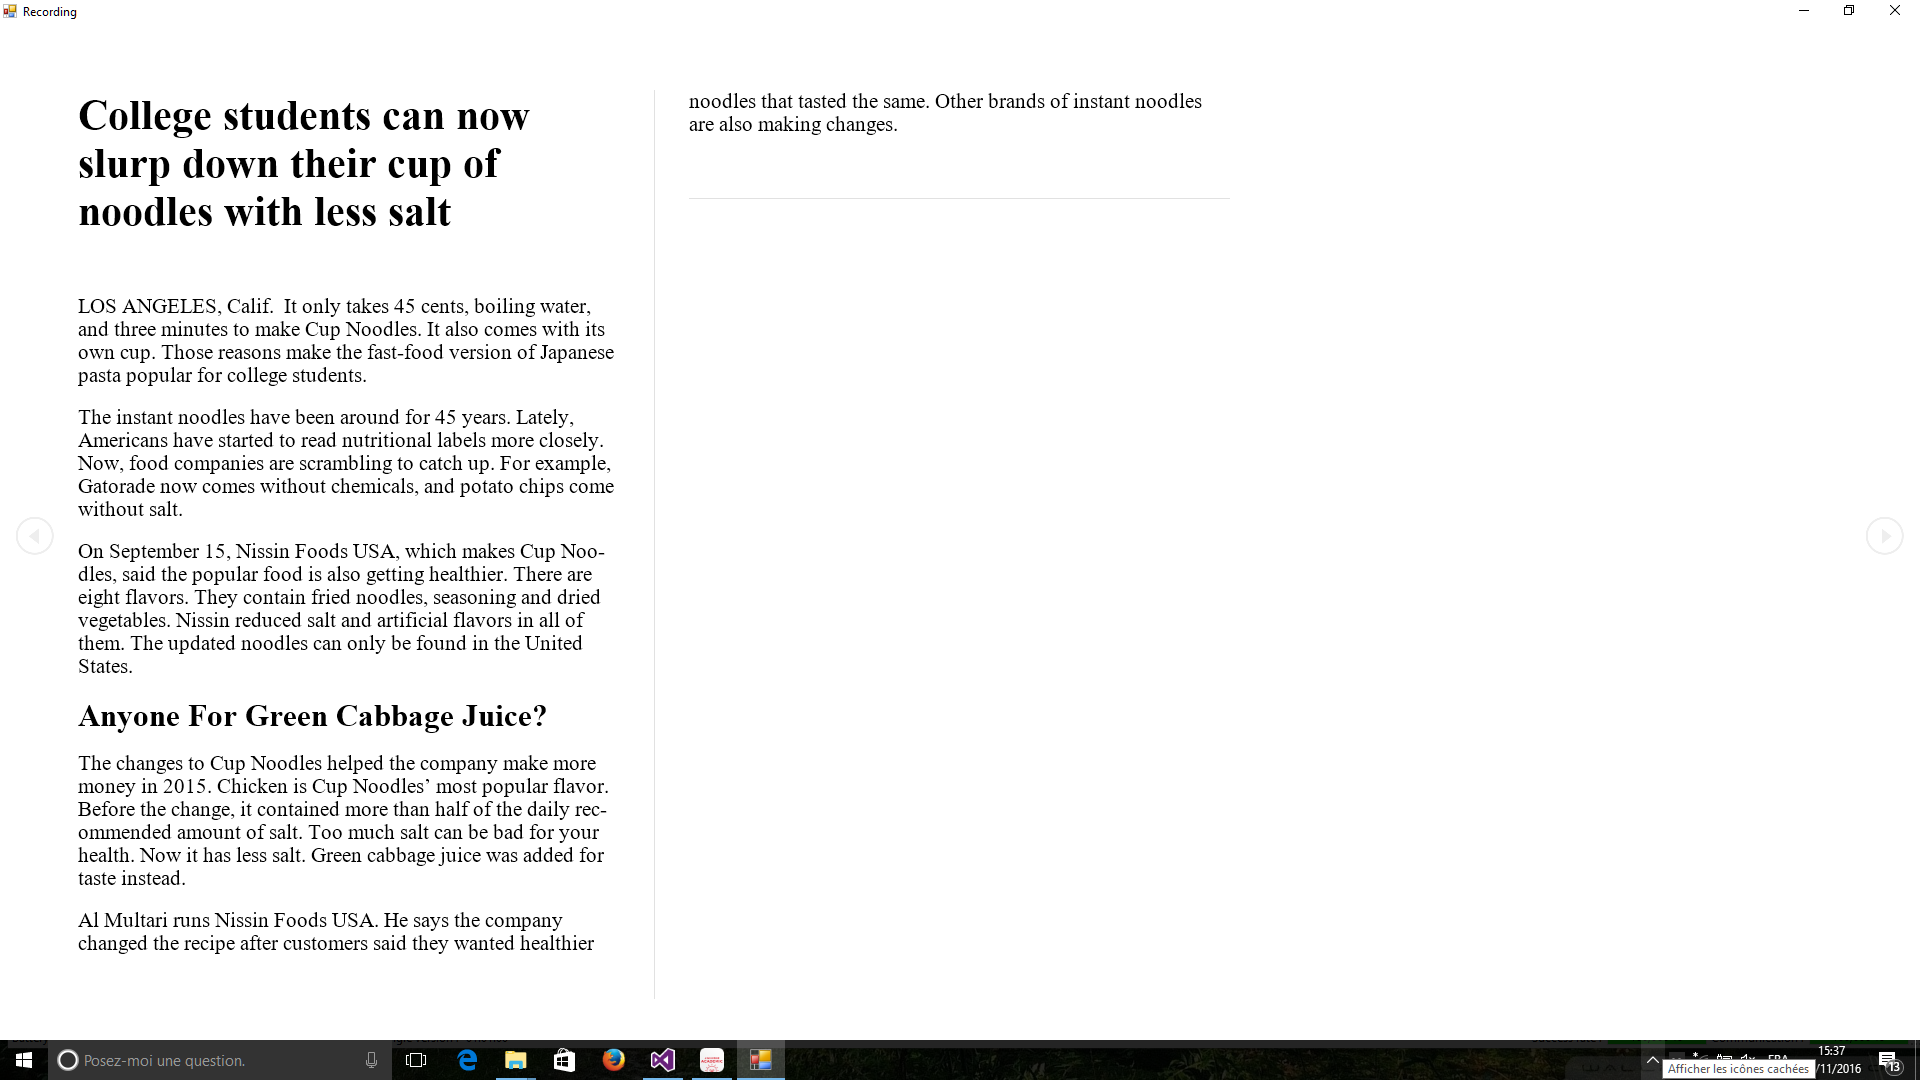 Recording
College students can now
slurp down their cup of
noodles with less salt
LOS ANGELES, Calif.  It only takes 45 cents, boiling water,
and three minutes to make Cup Noodles. It also comes with its
own cup. Those reasons make the fast-food version of Japanese
pasta popular for college students.
The instant noodles have been around for 45 years. Lately,
Americans have started to read nutritional labels more closely.
Now, food companies are scrambling to catch up. For example,
Gatorade now comes without chemicals, and potato chips come
without salt.
On September 15, Nissin Foods USA, which makes Cup Noo-
dles, said the popular food is also getting healthier. There are
eight flavors. They contain fried noodles, seasoning and dried
vegetables. Nissin reduced salt and artificial flavors in all of
them. The updated noodles can only be found in the United
States.
Anyone For Green Cabbage Juice?
The changes to Cup Noodles helped the company make more
money in 2015. Chicken is Cup Noodles’ most popular flavor.
Before the change, it contained more than half of the daily rec-
ommended amount of salt. Too much salt can be bad for your
health. Now it has less salt. Green cabbage juice was added for
taste instead.
Al Multari runs Nissin Foods USA. He says the company
changed the recipe after customers said they wanted healthier
noodles that tasted the same. Other brands of instant noodles
are also making changes.
Posez-moi une question.
15:37
/11/2016
13
Afficher les icônes cachées